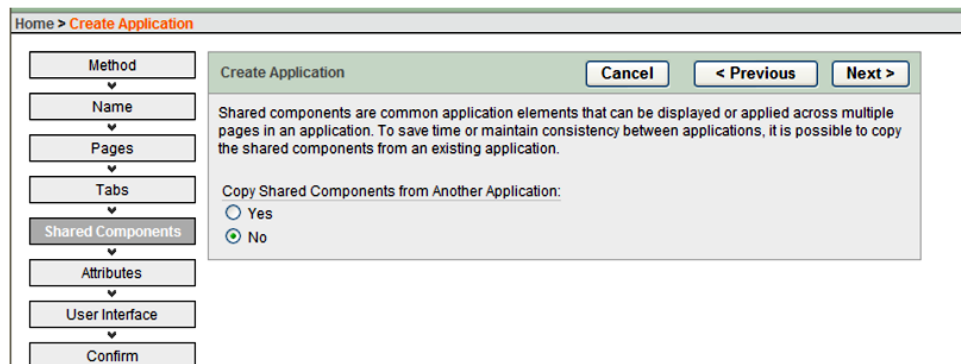 Home > Create Application
Method
Name
Pages
Tabs
Shared Components
Attributes
User Interface
Confirm
Create Application
Cancel
< Previous
Next >
Shared components are common application elements that can be displayed or applied across multiple
pages in an application. To save time or maintain consistency between applications, it is possible to copy
the shared components from an existing application.
Copy Shared Components from Another Application:
Yes
No